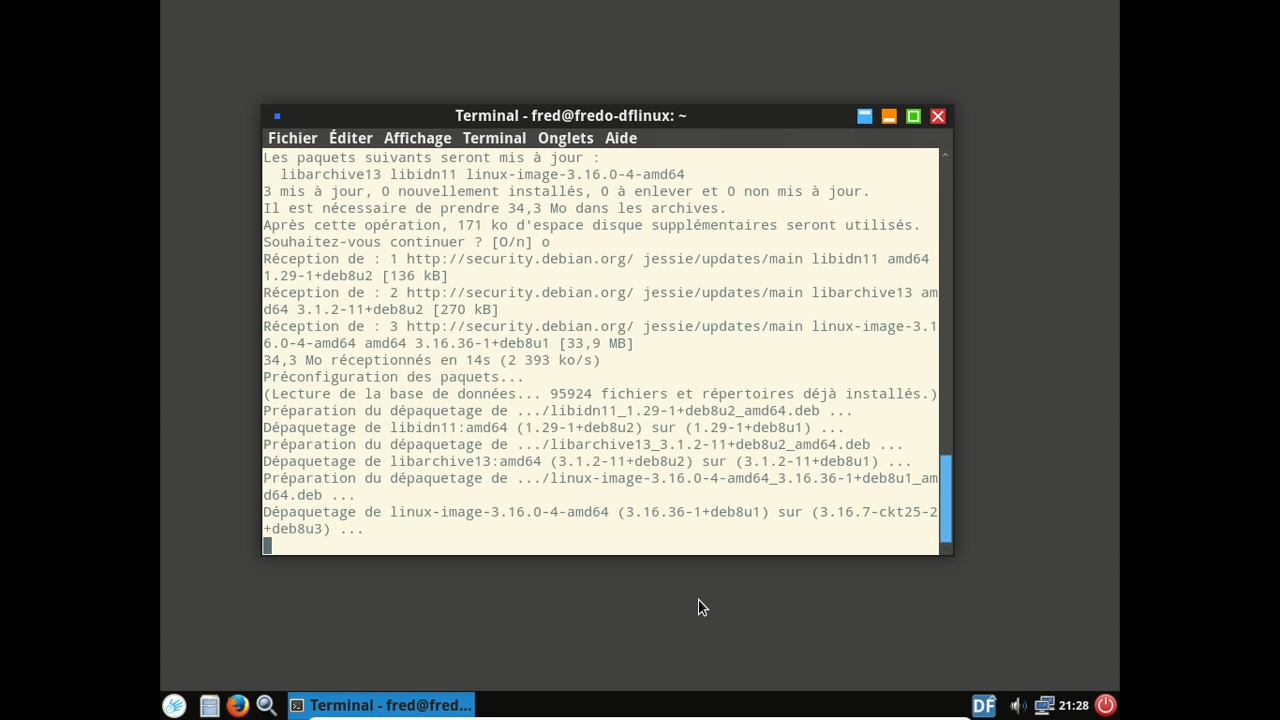 Terminal - fred@fredo-dflinux: ~
Fichier Éditer Affichage Terminal Onglets Aide
Les paquets suivants seront mis à jour :
libarchive13 libidn11 linux-image-3.16.0-4-amd64
3 mis à jour, 0 nouvellement installés, 0 à enlever et 0 non mis à jour.
Il est nécessaire de prendre 34,3 Mo dans les archives.
Après cette opération, 171 ko d'espace disque supplémentaires seront utilisés.
Souhaitez-vous continuer ? [O/n] o
Réception de : 1 http://security.debian.org/ jessie/updates/main libidn11 amd64
1.29-1+deb8u2 [136 kB]
Réception de : 2 http://security.debian.org/ jessie/updates/main libarchive13 am
d64 3.1.2-11+deb8u2 [270 kB]
Réception de : 3 http://security.debian.org/ jessie/updates/main linux-image-3.1
6.0-4-amd64 amd64 3.16.36-1+deb8u1 [33,9 MB]
34,3 Mo réceptionnés en 14s (2 393 ko/s)
Préconfiguration des paquets...
(Lecture de la base de données... 95924 fichiers et répertoires déjà installés.)
Préparation du dépaquetage de .../libidn11_1.29-1+deb8u2_amd64.deb ...
Dépaquetage de libidn11:amd64 (1.29-1+deb8u2) sur (1.29-1+deb8u1) ...
Préparation du dépaquetage de .../libarchive13_3.1.2-11+deb8u2_amd64.deb ...
Dépaquetage de libarchive13:amd64 (3.1.2-11+deb8u2) sur (3.1.2-11+deb8u1) ...
Préparation du dépaquetage de .../linux-image-3.16.0-4-amd64_3.16.36-1+deb8u1_am
d64.deb ...
Dépaquetage de linux-image-3.16.0-4-amd64 (3.16.36-1+deb8u1) sur (3.16.7-ckt25-2
+deb8u3) ...
Terminal - fred@fred... DF 21:28